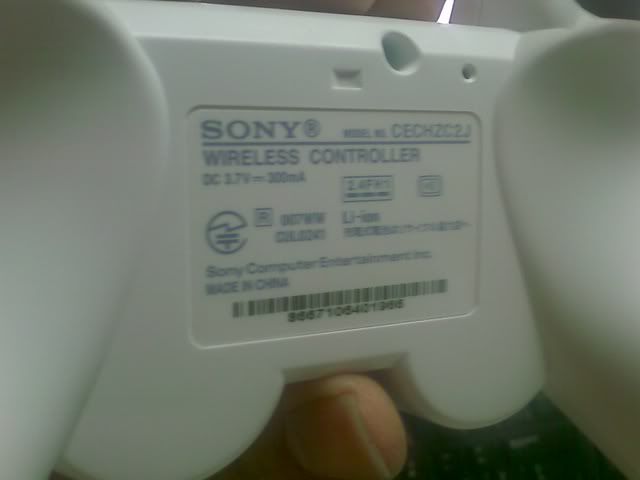 SONY® MODEL NO. CECHZC2J
WIRELESS CONTROLLER
DC 3.7V 300mA
2.4FH1
R 007WW
Li-ion
Sony Computer Entertainment Inc.
MADE IN CHINA